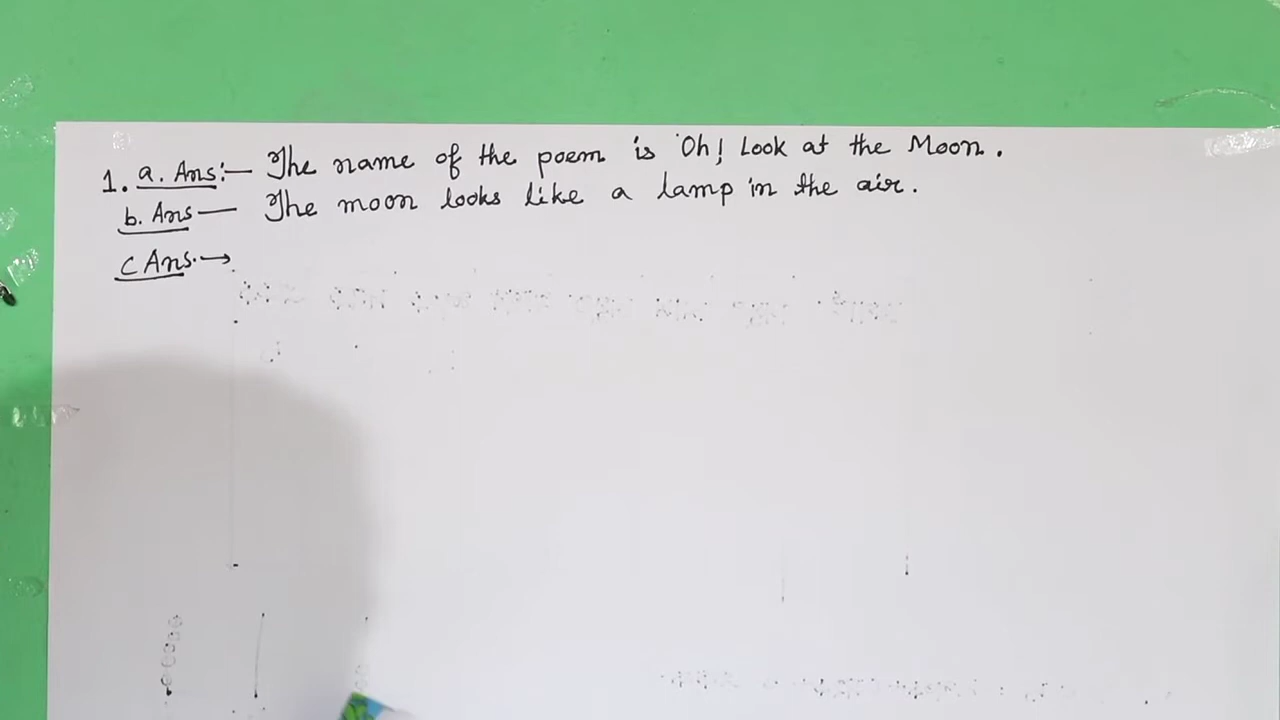 1. a. Ans:— The name of the poem is 'Oh! Look at the Moon.
b. Ans — The moon looks like a lamp in the air.
c Ans. →